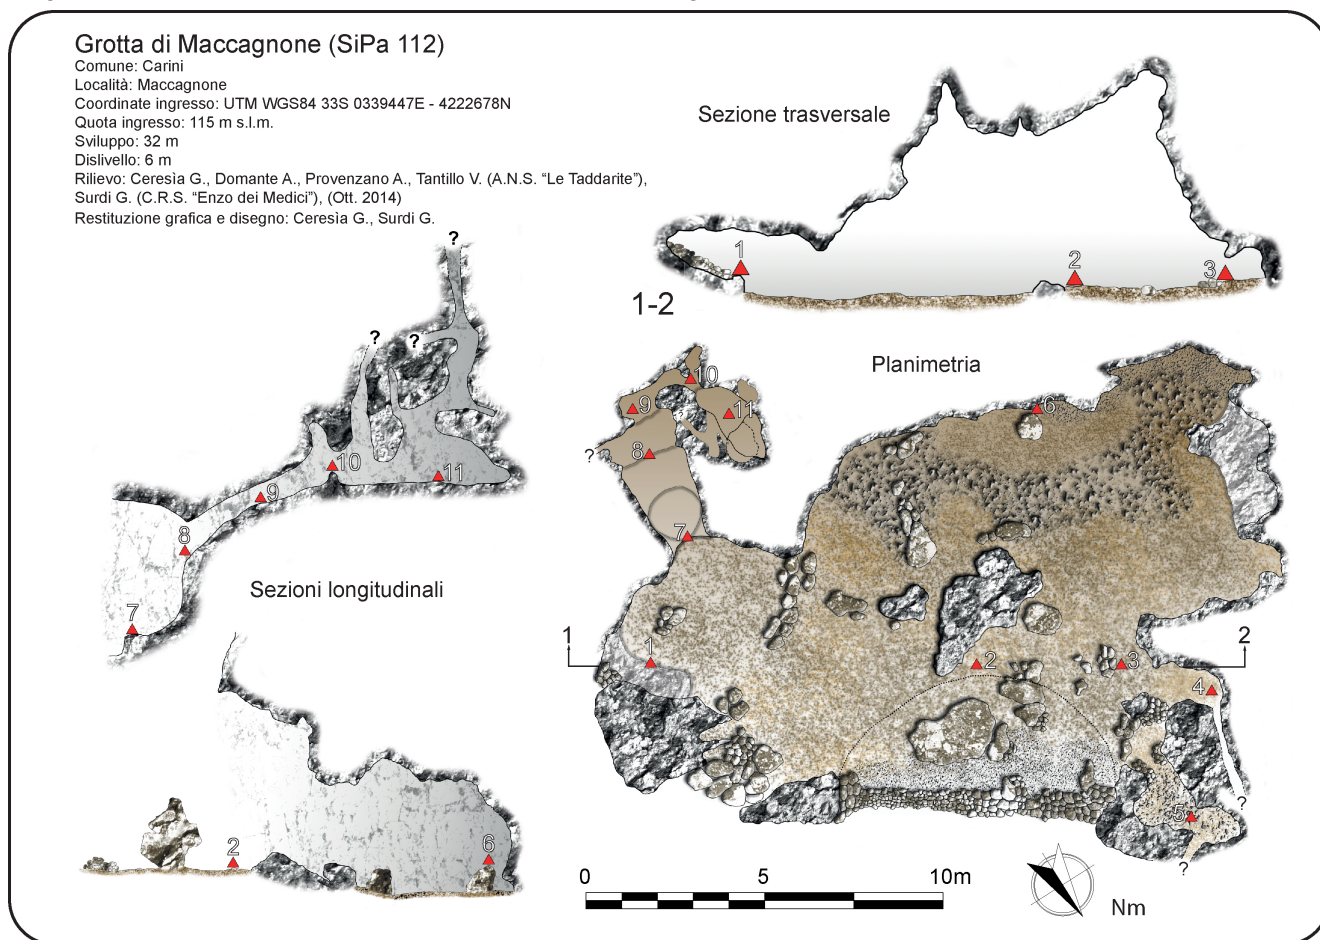 Grotta di Maccagnone (SiPa 112)
Comune: Carini
Località: Maccagnone
Coordinate ingresso: UTM WGS84 33S 0339447E - 4222678N
Quota ingresso: 115 m s.l.m.
Sviluppo: 32 m
Dislivello: 6 m
Rilievo: Ceresìa G., Domante A., Provenzano A., Tantillo V. (A.N.S. “Le Taddarite”),
Surdi G. (C.R.S. “Enzo dei Medici”), (Ott. 2014)
Restituzione grafica e disegno: Ceresìa G., Surdi G.
Sezione trasversale
1
2
3
1-2
?
?
?
10
11
9
8
7
Sezioni longitudinali
2
6
Planimetria
10
9
11
?
8
?
7
6
1
1
2
3
2
4
?
5
?
0
5
10m
Nm